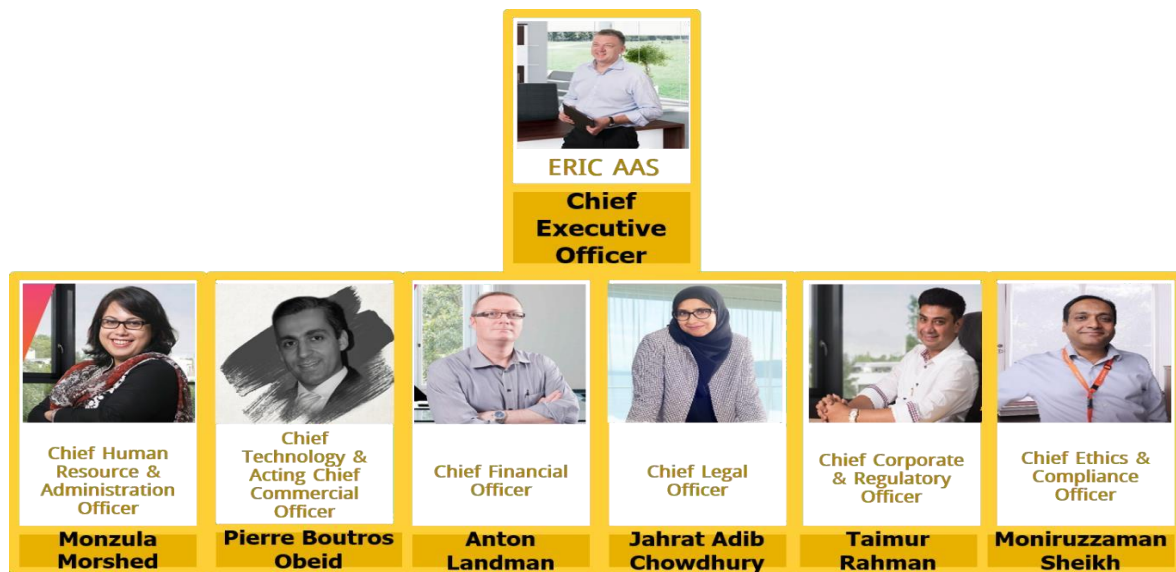 ERIC AAS
Chief
Executive
Officer
Chief Human
Resource &
Administration
Officer
Monzula
Morshed
Chief
Technology &
Acting Chief
Commercial
Officer
Pierre Boutros
Obeid
Chief Financial
Officer
Anton
Landman
Chief Legal
Officer
Jahrat Adib
Chowdhury
Chief Corporate
& Regulatory
Officer
Taimur
Rahman
Chief Ethics &
Compliance
Officer
Moniruzzaman
Sheikh